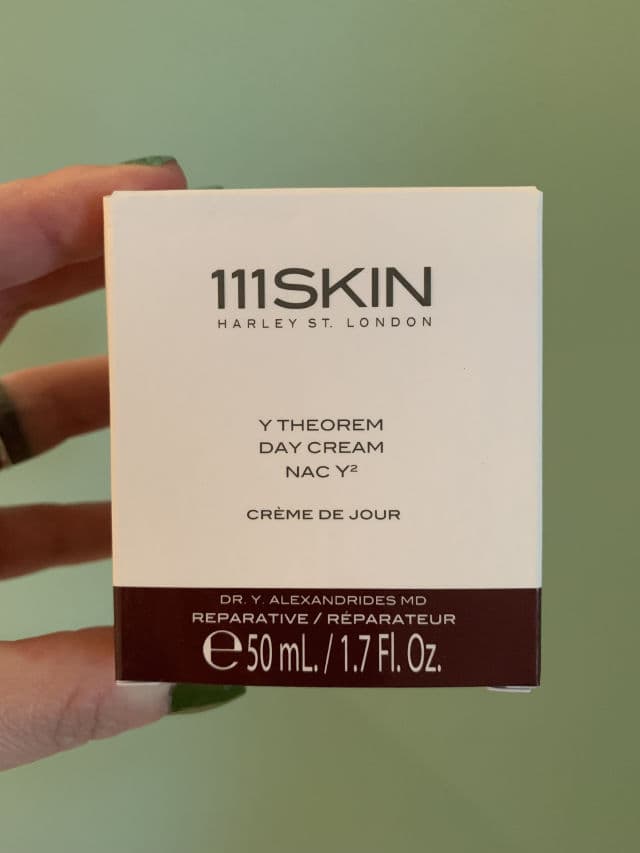 111SKIN
HARLEY ST. LONDON
Y THEOREM
DAY CREAM
NAC Y²
CRÈME DE JOUR
DR. Y. ALEXANDRIDES MD
REPARATIVE / RÉPARATEUR
℮ 50 mL. / 1.7 Fl. Oz.